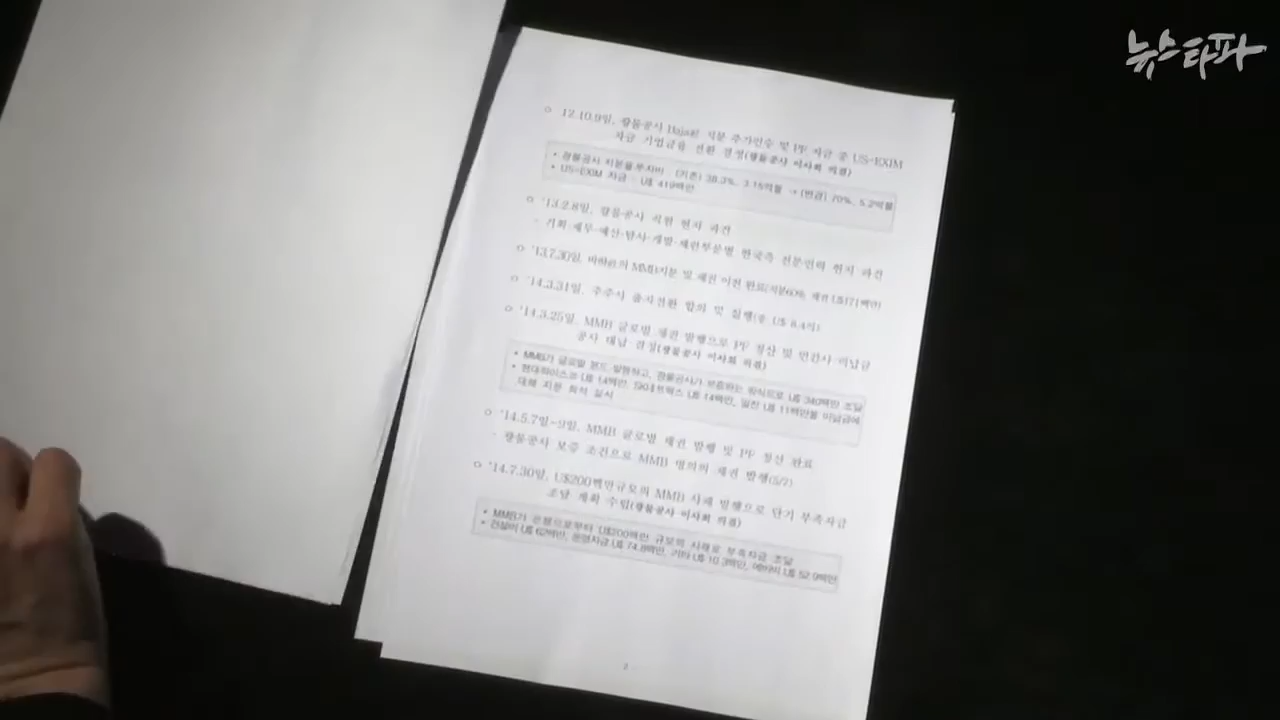 뉴스타파
○ '12.10.9일, 광물공사 Baja社 지분 추가인수 및 PF 자금 중 US-EXIM
자금 기업금융 전환 결정(광물공사 이사회 의결)
• 광물공사 지분율투자비 : (기존) 38.3%, 3.15억불 → (변경) 70%, 5.2억불
• US-EXIM 자금 : U$ 419백만
○ '13.2.8일, 광물공사 직원 현지 파견
- 기획·재무·예산·탐사·개발·제련부문별 한국측 전문인력 현지 파견
○ '13.7.30일, 바하社의 MMB지분 및 채권 이전 완료(지분60%, 채권 U$171백만)
○ '14.3.31일, 주주사 출자전환 합의 및 실행(총 U$ 8.4억)
○ '14.3.25일, MMB 글로벌 채권 발행으로 PF 청산 및 민간사 미납금
공사 대납 결정(광물공사 이사회 의결)
• MMB가 글로벌 본드 발행하고, 광물공사가 보증하는 방식으로 U$ 340백만 조달
• 현대하이스코 U$ 14백만, SK네트웍스 U$ 14백만, 일진 U$ 11백만불 미납금에
대해 지분 희석 실시
○ '14.5.7일~9일, MMB 글로벌 채권 발행 및 PF 청산 완료
- 광물공사 보증 조건으로 MMB 명의의 채권 발행(5/7)
○ '14.7.30일, U$200백만규모의 MMB 사채 발행으로 단기 부족자금
조달 계획 수립(광물공사 이사회 의결)
• MMB가 은행으로부터 U$200백만 규모의 사채로 부족자금 조달
• 건설비 U$ 62백만, 운영자금 U$ 74.8백만, 기타 U$ 10.3백만, 예비비 U$ 52.9백만
2